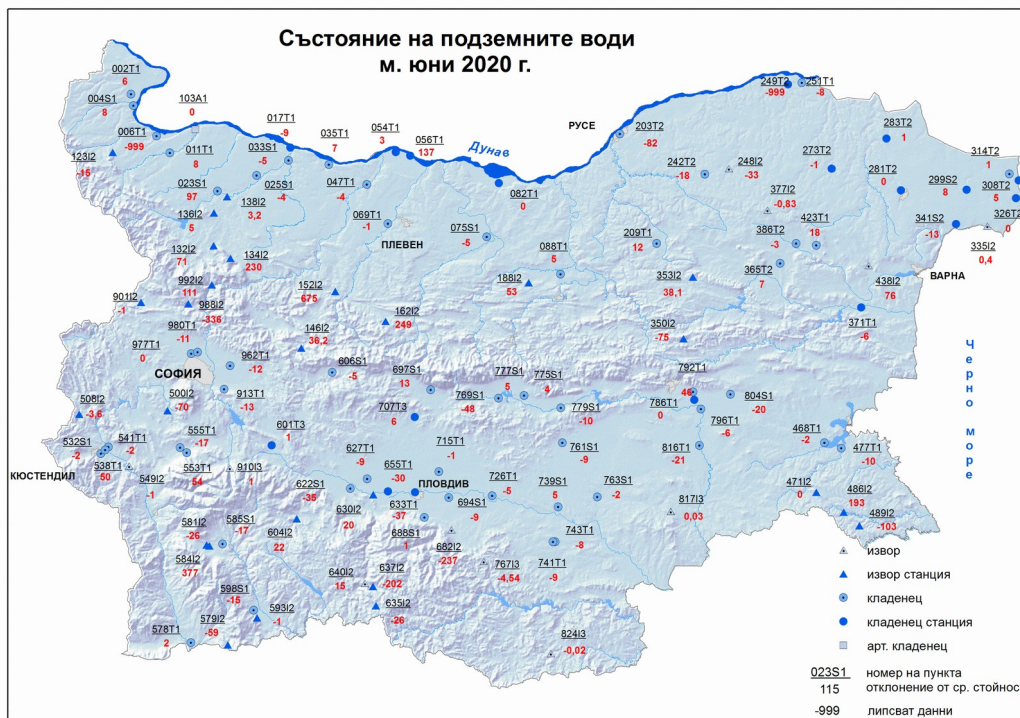 Състояние на подземните води
м. юни 2020 г.
002T1
6
004S1
8
103A1
0
006T1
-999
017T1
-9
011T1
8
033S1
-5
035T1
7
054T1
3
056T1
137
Дунав
РУСЕ
203T2
-82
249T2
-999
251T1
-8
283T2
1
123I2
-15
023S1
97
025S1
-4
047T1
-4
082T1
0
242T2
-18
248I2
-33
273T2
-1
281T2
0
314T2
1
299S2
8
308T2
5
326T2
0
138I2
3,2
136I2
5
069T1
-1
ПЛЕВЕН
075S1
-5
377I2
-0,83
423T1
18
386T2
-3
341S2
-13
335I2
0,4
132I2
71
134I2
230
088T1
5
209T1
12
365T2
7
ВАРНА
438I2
76
992I2
111
152I2
675
188I2
53
353I2
38,1
901I2
-1
988I2
-336
162I2
249
371T1
-6
980T1
-11
146I2
36,2
350I2
-75
977T1
0
СОФИЯ
962T1
-12
606S1
-5
697S1
13
777S1
5
775S1
4
792T1
46
Черно море
508I2
-3,6
500I2
-70
913T1
-13
707T3
6
769S1
-48
779S1
-10
786T1
0
804S1
-20
796T1
-6
532S1
-2
541T1
-2
555T1
-17
601T3
1
627T1
-9
715T1
-1
761S1
-9
816T1
-21
468T1
-2
477T1
-10
КЮСТЕНДИЛ
538T1
50
549I2
-1
553T1
54
910I3
1
655T1
-30
ПЛОВДИВ
622S1
-35
726T1
-5
739S1
5
763S1
-2
471I2
0
486I2
193
630I2
20
633T1
-37
694S1
-9
817I3
0,03
489I2
-103
581I2
-26
585S1
-17
604I2
22
688S1
1
682I2
-237
743T1
-8
584I2
377
640I2
15
637I2
-202
767I3
-4,54
741T1
-9
598S1
-15
593I2
-1
635I2
-26
578T1
2
579I2
-59
824I3
-0,02
извор
извор станция
кладенец
кладенец станция
арт. кладенец
023S1 номер на пункта
115 отклонение от ср. стойност
-999 липсват данни